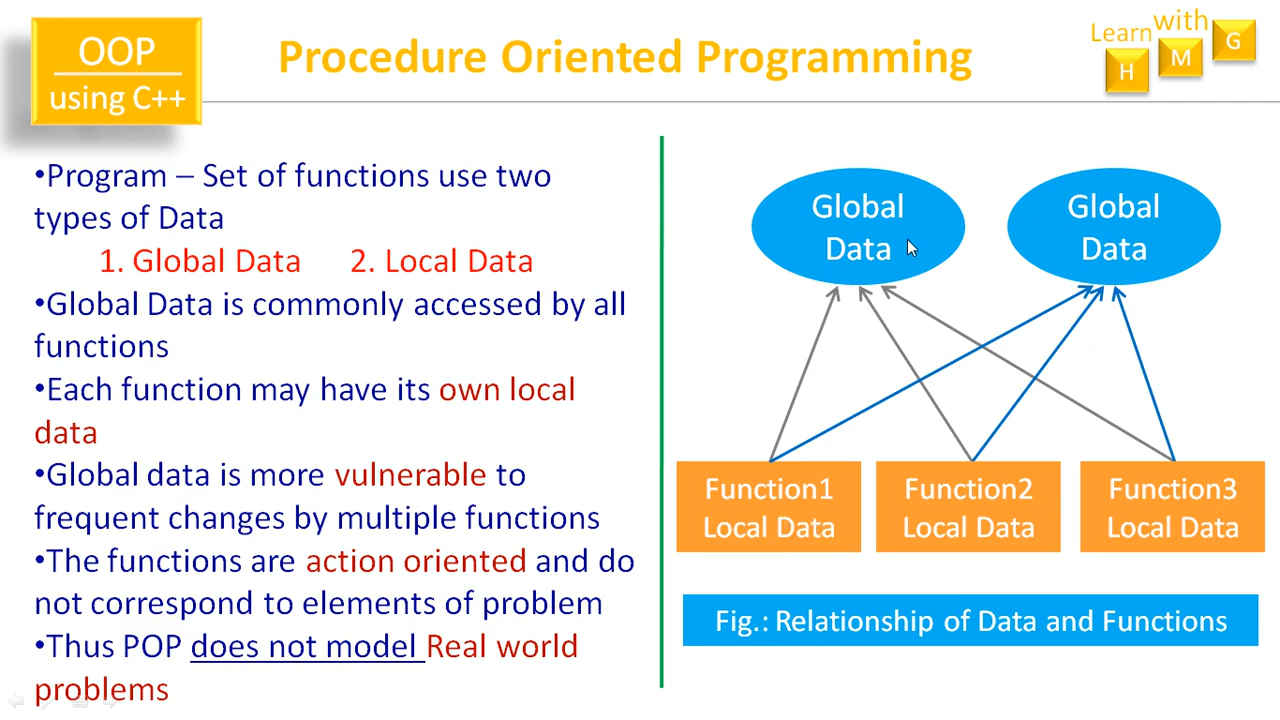 OOP
using C++
Procedure Oriented Programming
Learn with
H M G
•Program – Set of functions use two
types of Data
1. Global Data 2. Local Data
•Global Data is commonly accessed by all
functions
•Each function may have its own local
data
•Global data is more vulnerable to
frequent changes by multiple functions
•The functions are action oriented and do
not correspond to elements of problem
•Thus POP does not model Real world
problems
Global
Data
Global
Data
Function1
Local Data
Function2
Local Data
Function3
Local Data
Fig.: Relationship of Data and Functions